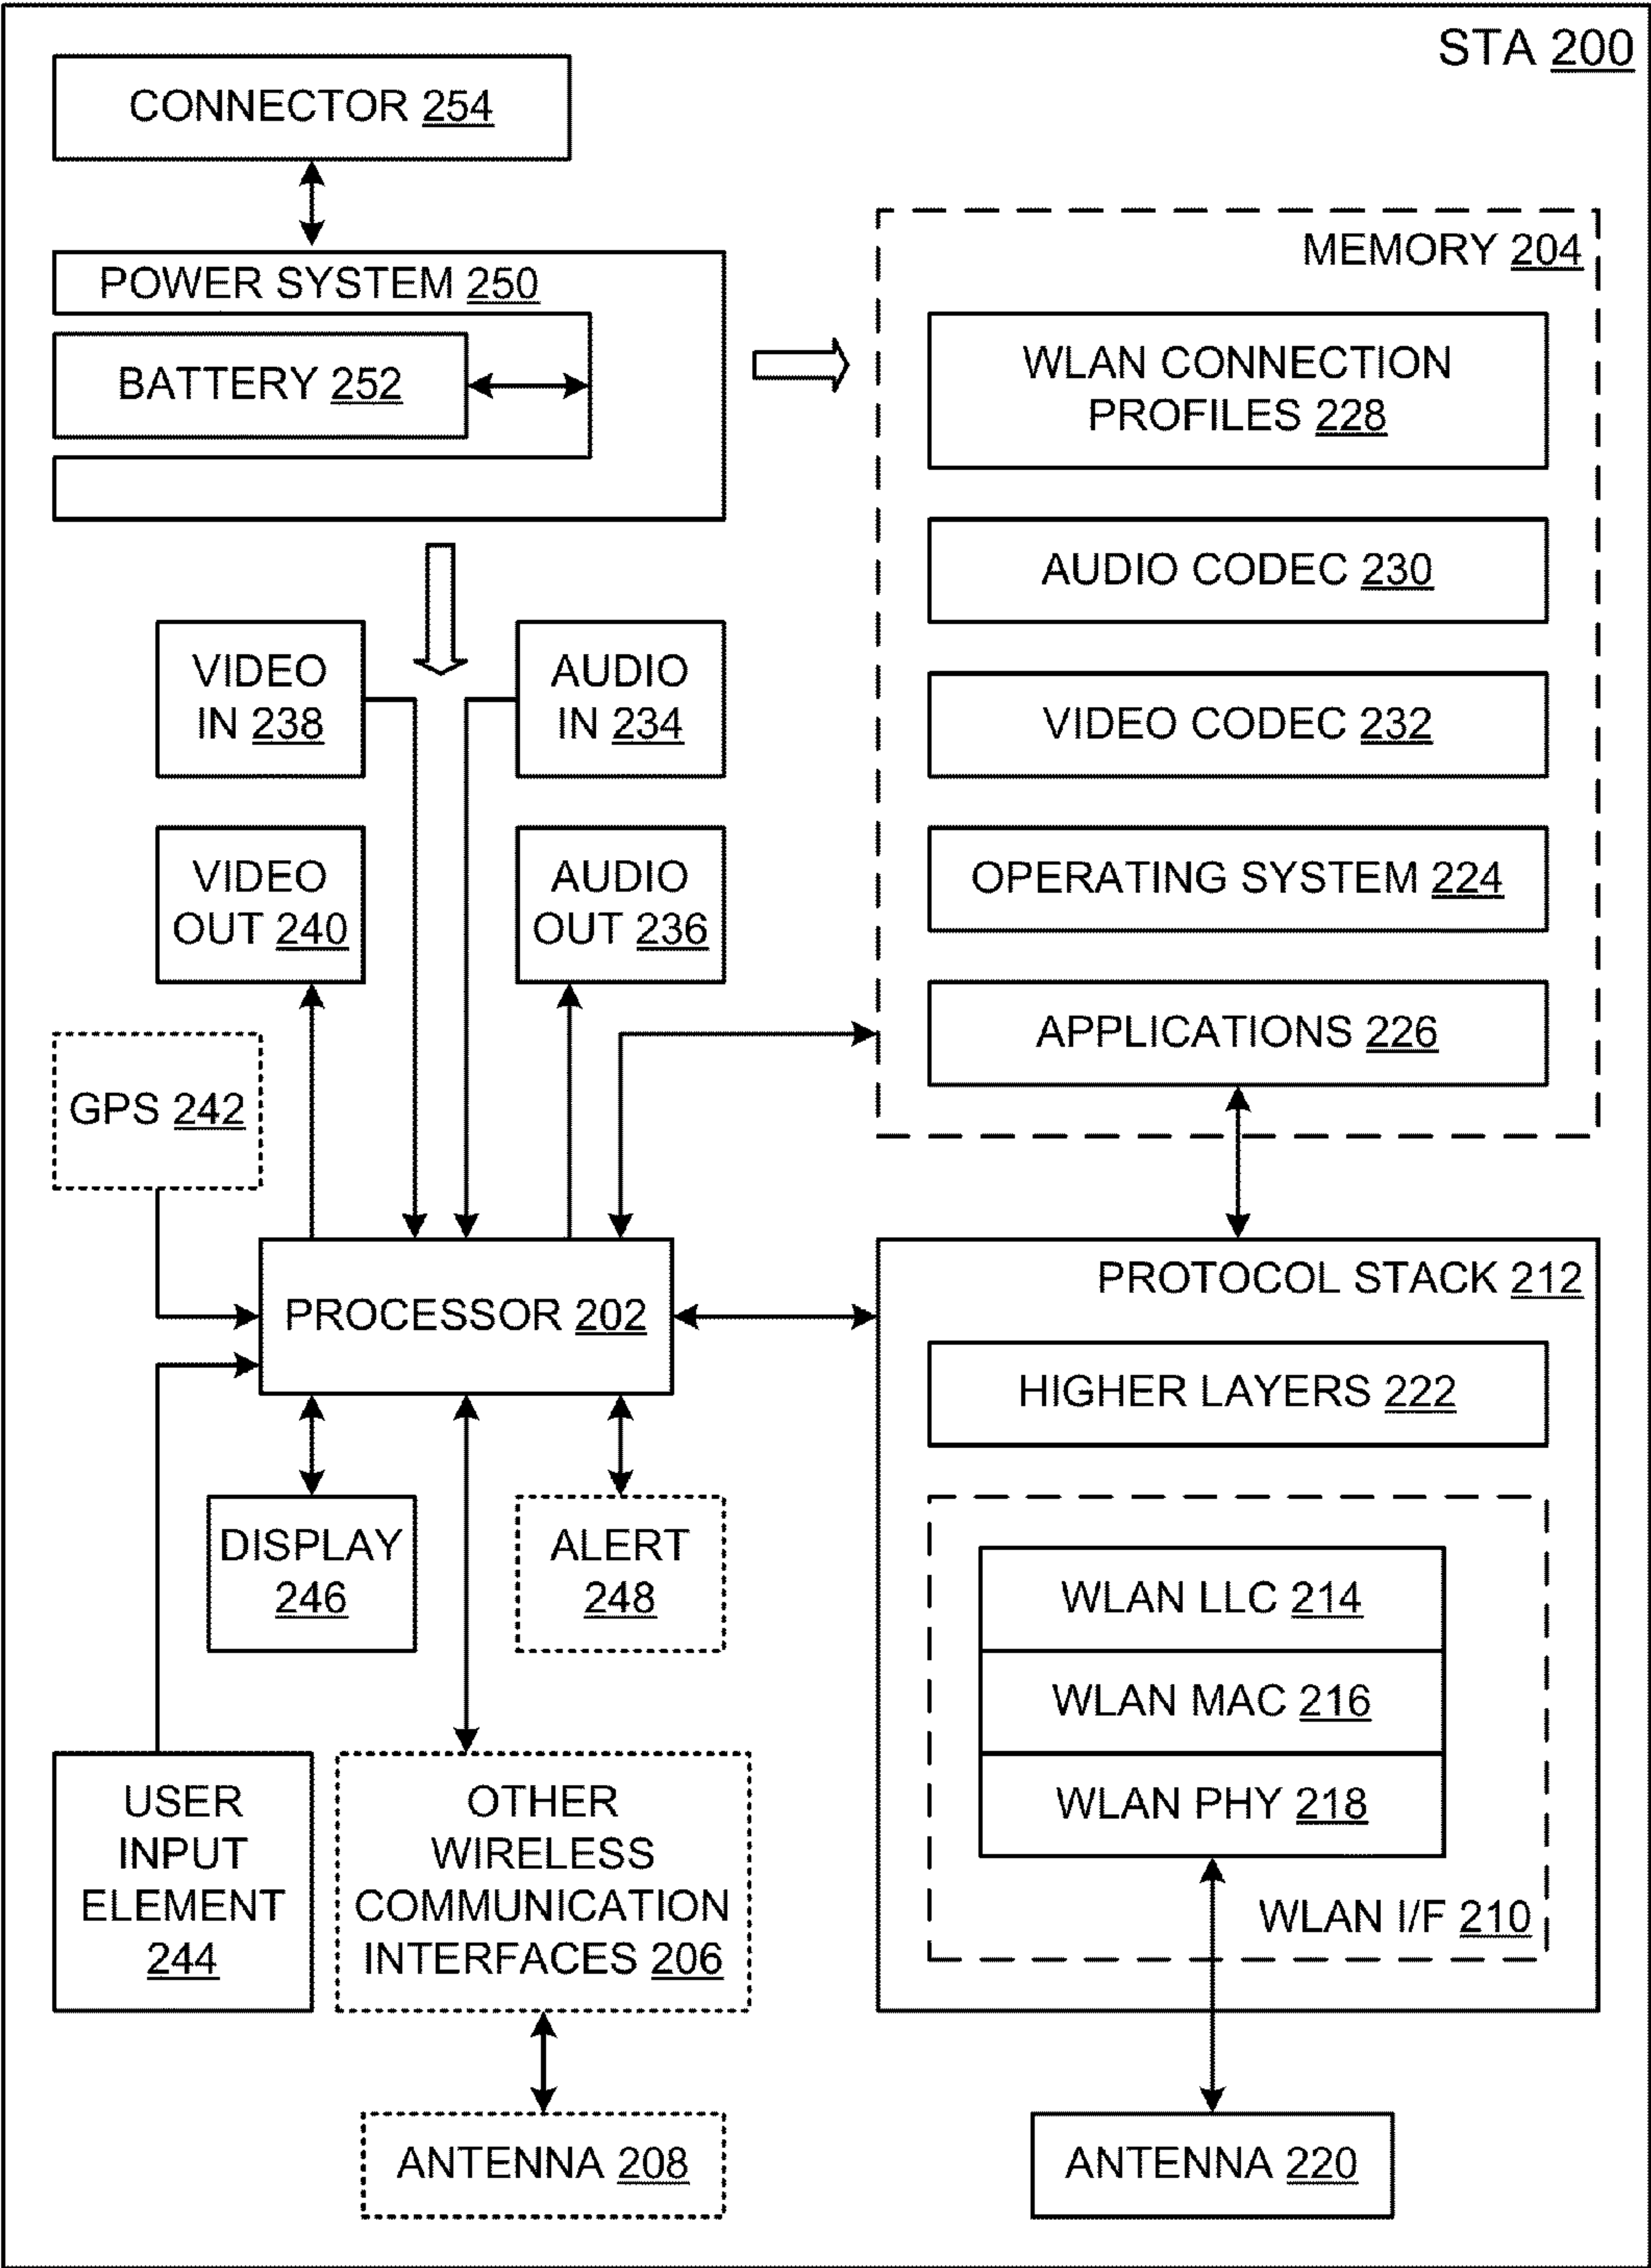 STA 200
CONNECTOR 254
POWER SYSTEM 250
BATTERY 252
MEMORY 204
WLAN CONNECTION
PROFILES 228
AUDIO CODEC 230
VIDEO CODEC 232
OPERATING SYSTEM 224
APPLICATIONS 226
VIDEO
IN 238
AUDIO
IN 234
VIDEO
OUT 240
AUDIO
OUT 236
GPS 242
PROCESSOR 202
PROTOCOL STACK 212
HIGHER LAYERS 222
WLAN LLC 214
WLAN MAC 216
WLAN PHY 218
WLAN I/F 210
DISPLAY
246
ALERT
248
USER
INPUT
ELEMENT
244
OTHER
WIRELESS
COMMUNICATION
INTERFACES 206
ANTENNA 208
ANTENNA 220